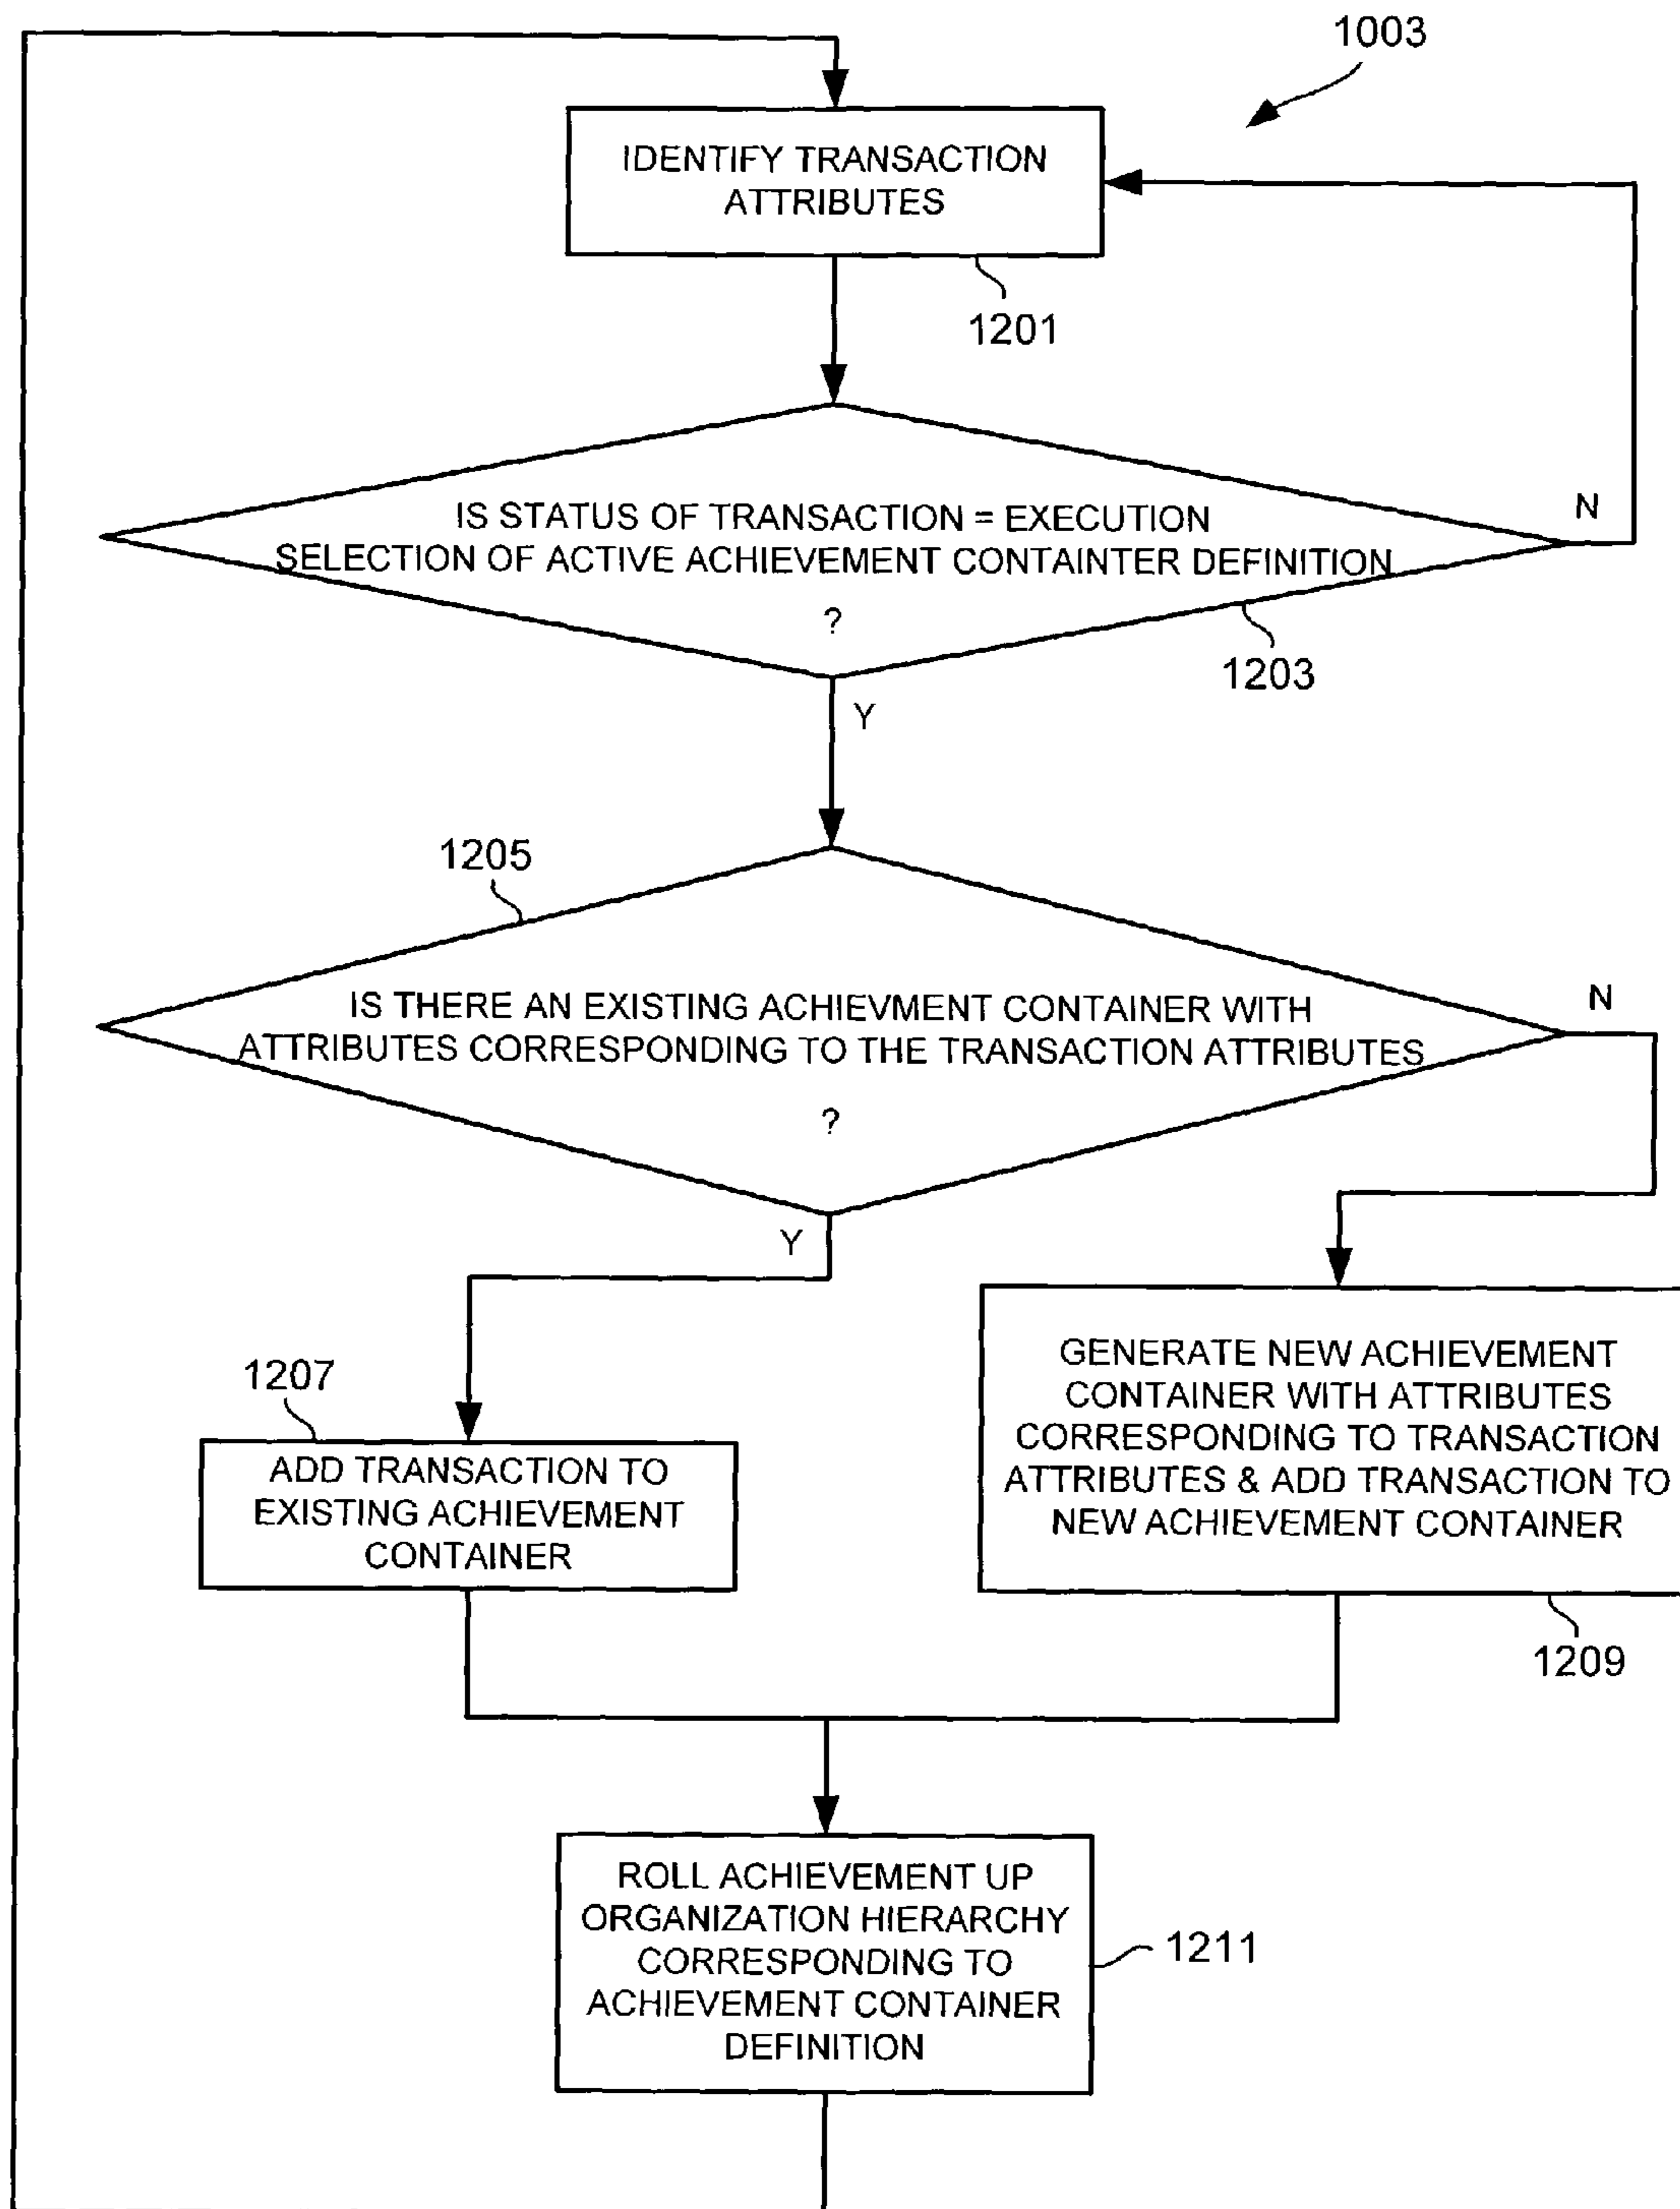 1003
IDENTIFY TRANSACTION
ATTRIBUTES
1201
IS STATUS OF TRANSACTION = EXECUTION
SELECTION OF ACTIVE ACHIEVEMENT CONTAINTER DEFINITION
?
N
1203
Y
1205
IS THERE AN EXISTING ACHIEVMENT CONTAINER WITH
ATTRIBUTES CORRESPONDING TO THE TRANSACTION ATTRIBUTES
?
N
Y
1207
ADD TRANSACTION TO
EXISTING ACHIEVEMENT
CONTAINER
GENERATE NEW ACHIEVEMENT
CONTAINER WITH ATTRIBUTES
CORRESPONDING TO TRANSACTION
ATTRIBUTES & ADD TRANSACTION TO
NEW ACHIEVEMENT CONTAINER
1209
ROLL ACHIEVEMENT UP
ORGANIZATION HIERARCHY
CORRESPONDING TO
ACHIEVEMENT CONTAINER
DEFINITION
1211